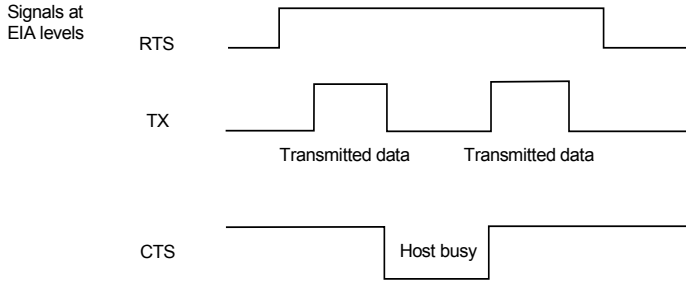 Signals at
EIA levels
RTS
TX
Transmitted data
Transmitted data
CTS
Host busy